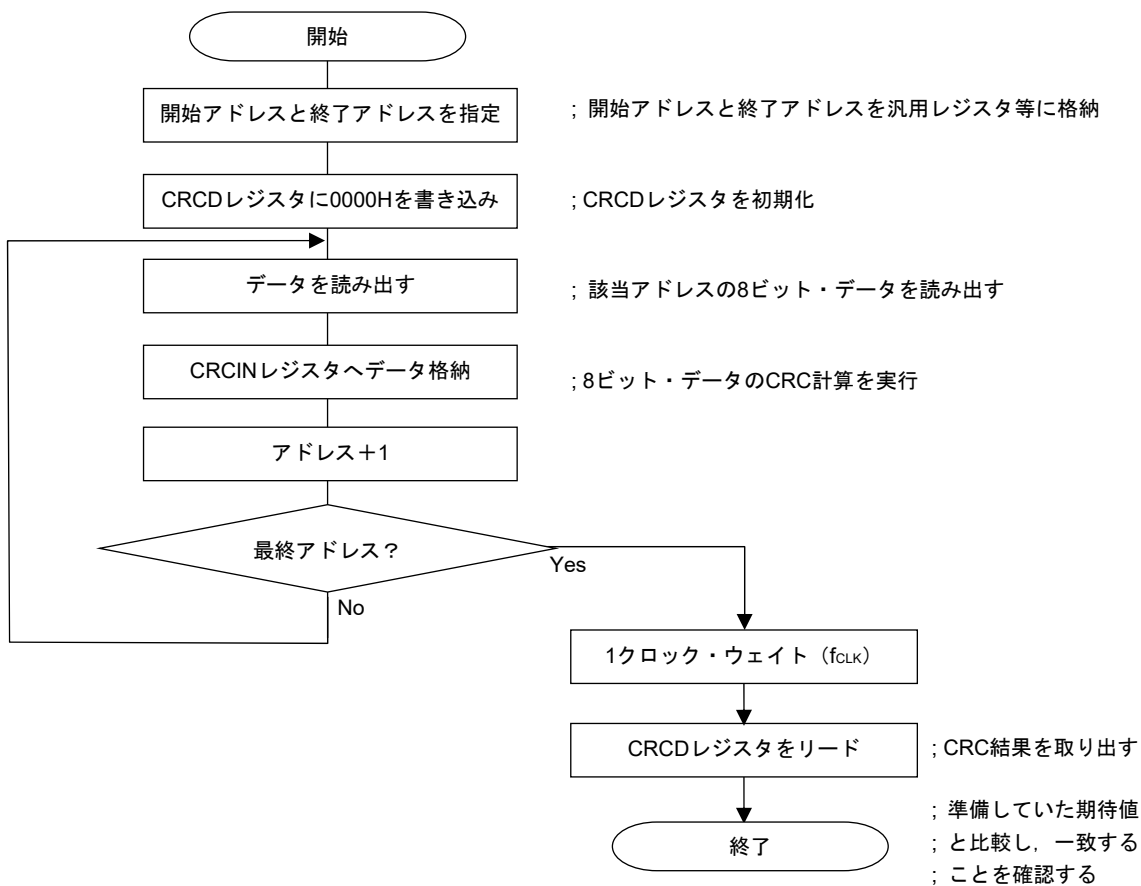 開始
開始アドレスと終了アドレスを指定
; 開始アドレスと終了アドレスを汎用レジスタ等に格納
CRCDレジスタに0000Hを書き込み
; CRCDレジスタを初期化
データを読み出す
; 該当アドレスの8ビット・データを読み出す
CRCINレジスタへデータ格納
; 8ビット・データのCRC計算を実行
アドレス+1
最終アドレス?
Yes
No
1クロック・ウェイト（fCLK）
CRCDレジスタをリード
; CRC結果を取り出す
終了
; 準備していた期待値
; と比較し，一致する
; ことを確認する